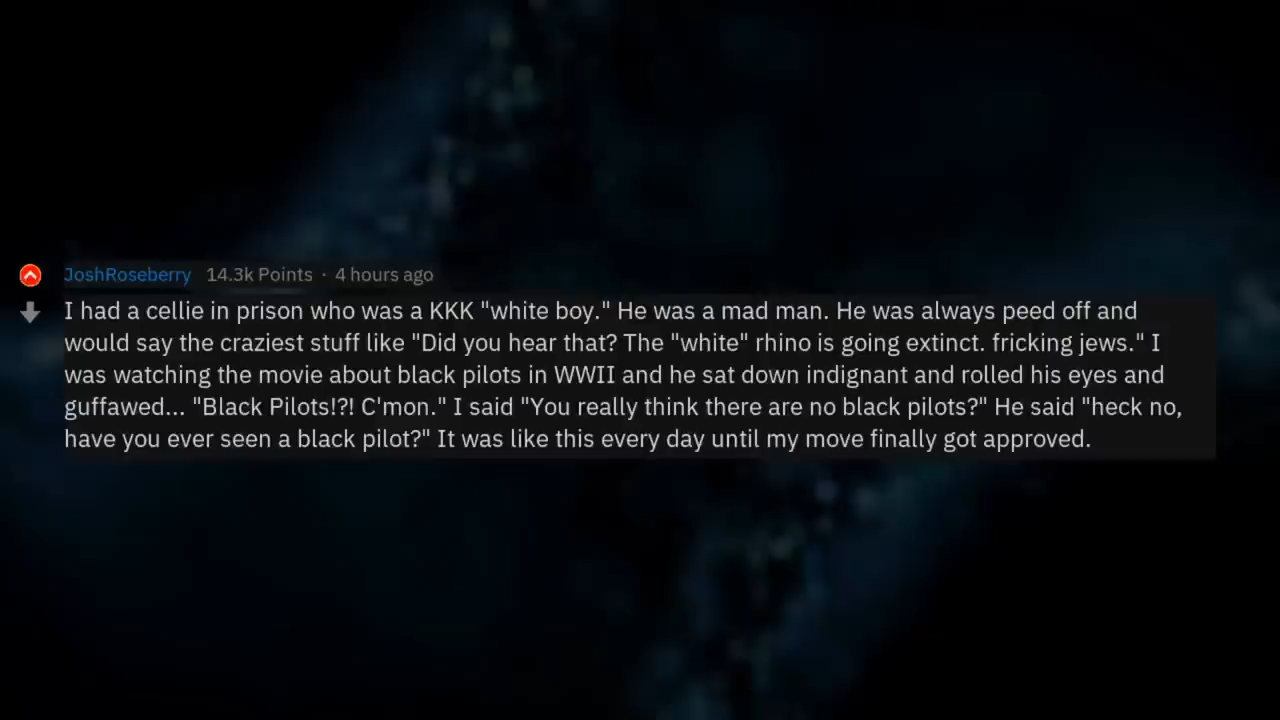 JoshRoseberry 14.3k Points · 4 hours ago
I had a cellie in prison who was a KKK "white boy." He was a mad man. He was always peed off and
would say the craziest stuff like "Did you hear that? The "white" rhino is going extinct. fricking jews." I
was watching the movie about black pilots in WWII and he sat down indignant and rolled his eyes and
guffawed... "Black Pilots!?! C'mon." I said "You really think there are no black pilots?" He said "heck no,
have you ever seen a black pilot?" It was like this every day until my move finally got approved.